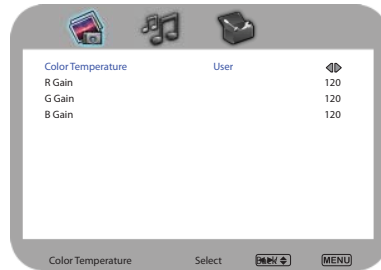 Color Temperature User
R Gain 120
G Gain 120
B Gain 120
Color Temperature Select MENU